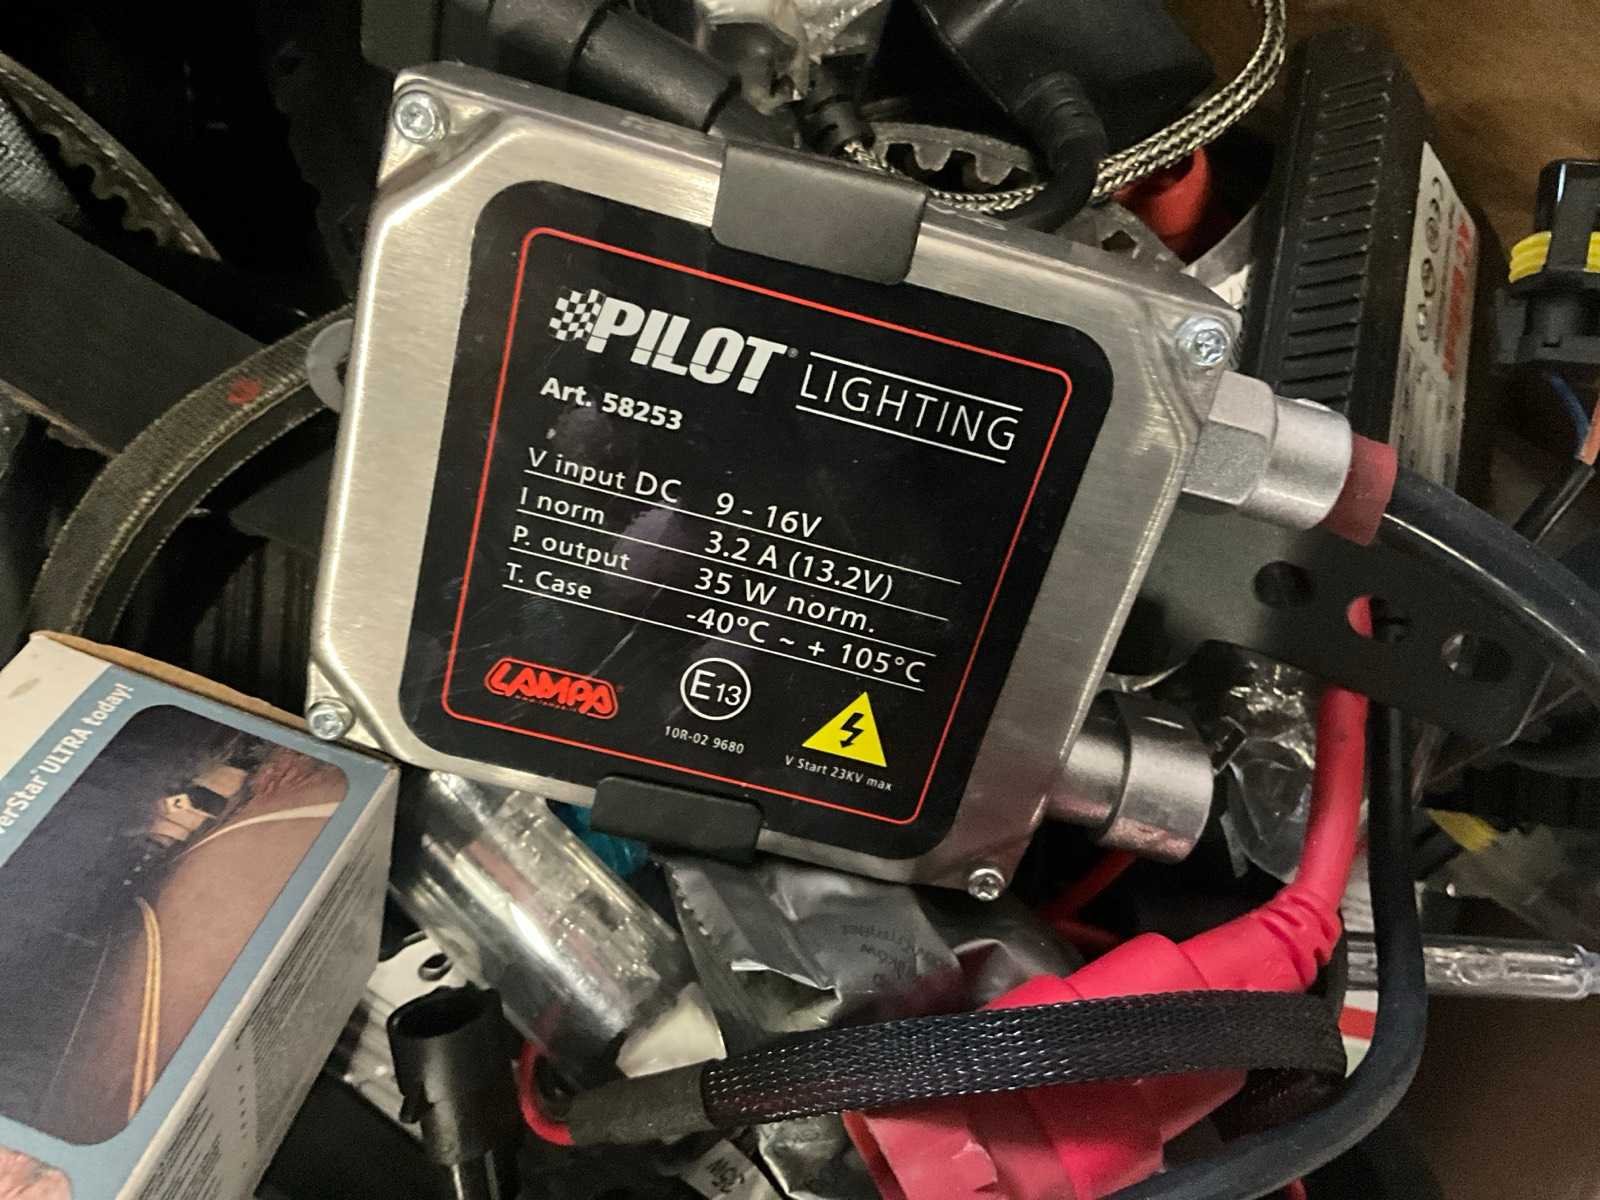 PILOT® LIGHTING
Art. 58253
V input DC 9 - 16V
I norm 3.2 A (13.2V)
P. output 35 W norm.
T. Case -40°C ~ + 105°C
LAMPA®
E13
10R-02 9680
V Start 23KV max
ULTRA today!